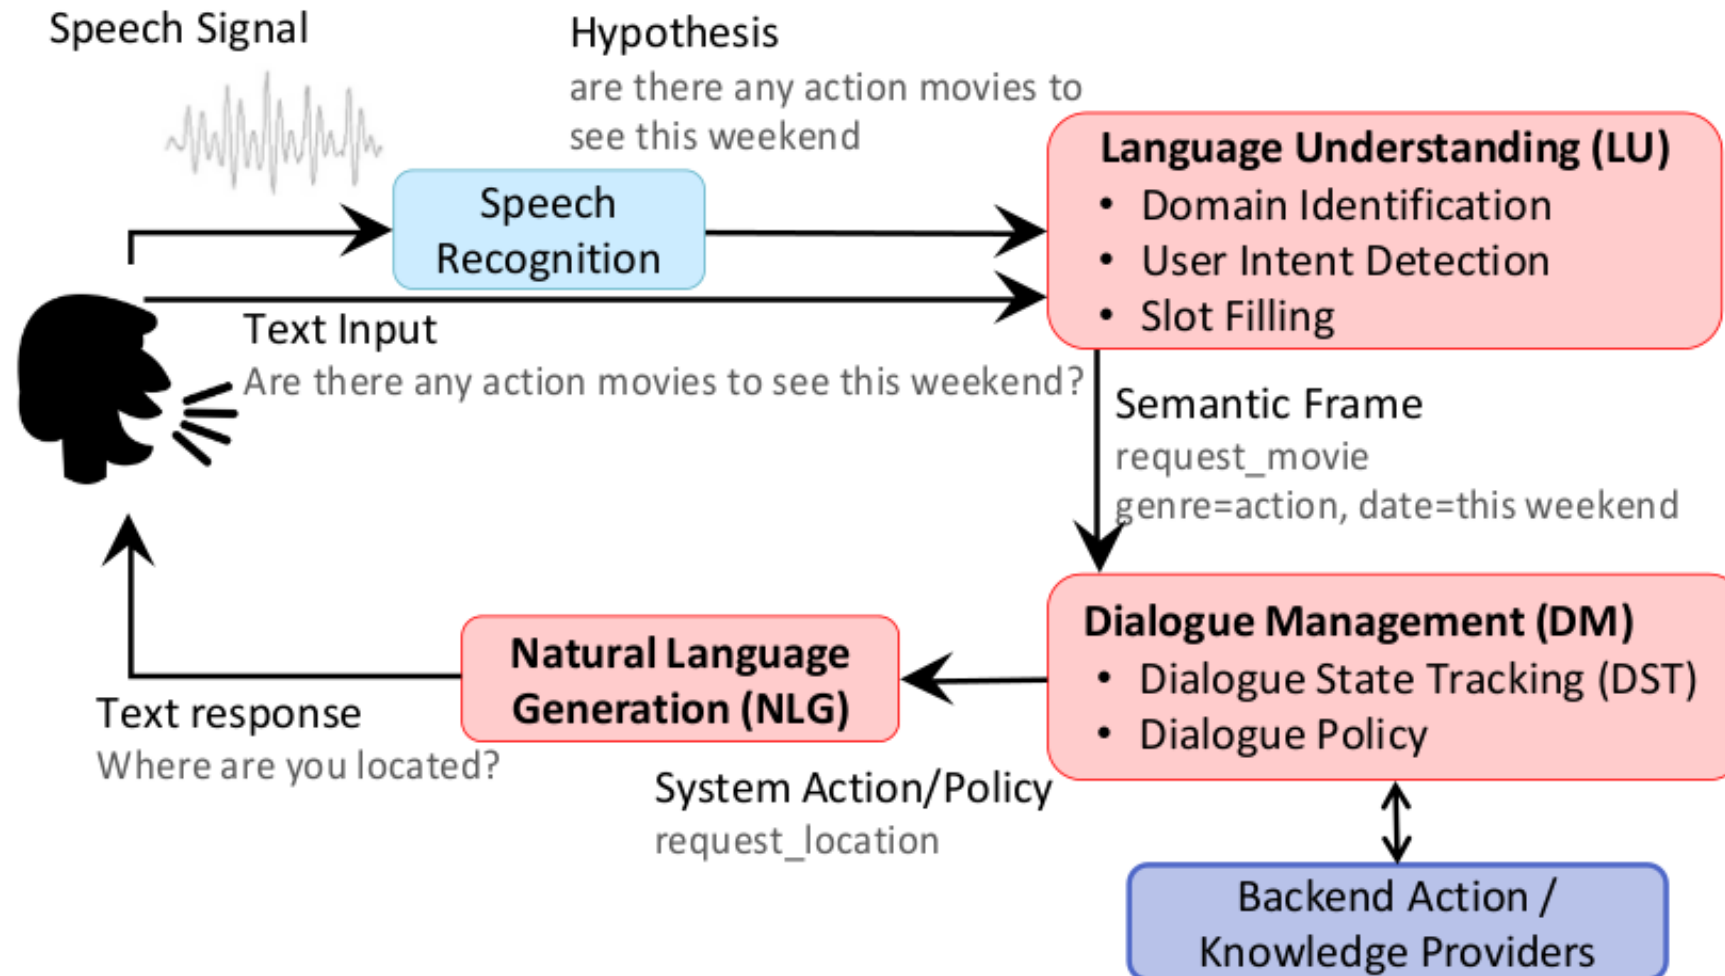 Speech Signal
Hypothesis
are there any action movies to
see this weekend
Speech
Recognition
Language Understanding (LU)
• Domain Identification
• User Intent Detection
• Slot Filling
Text Input
Are there any action movies to see this weekend?
Semantic Frame
request_movie
genre=action, date=this weekend
Dialogue Management (DM)
• Dialogue State Tracking (DST)
• Dialogue Policy
Natural Language
Generation (NLG)
Text response
Where are you located?
System Action/Policy
request_location
Backend Action /
Knowledge Providers